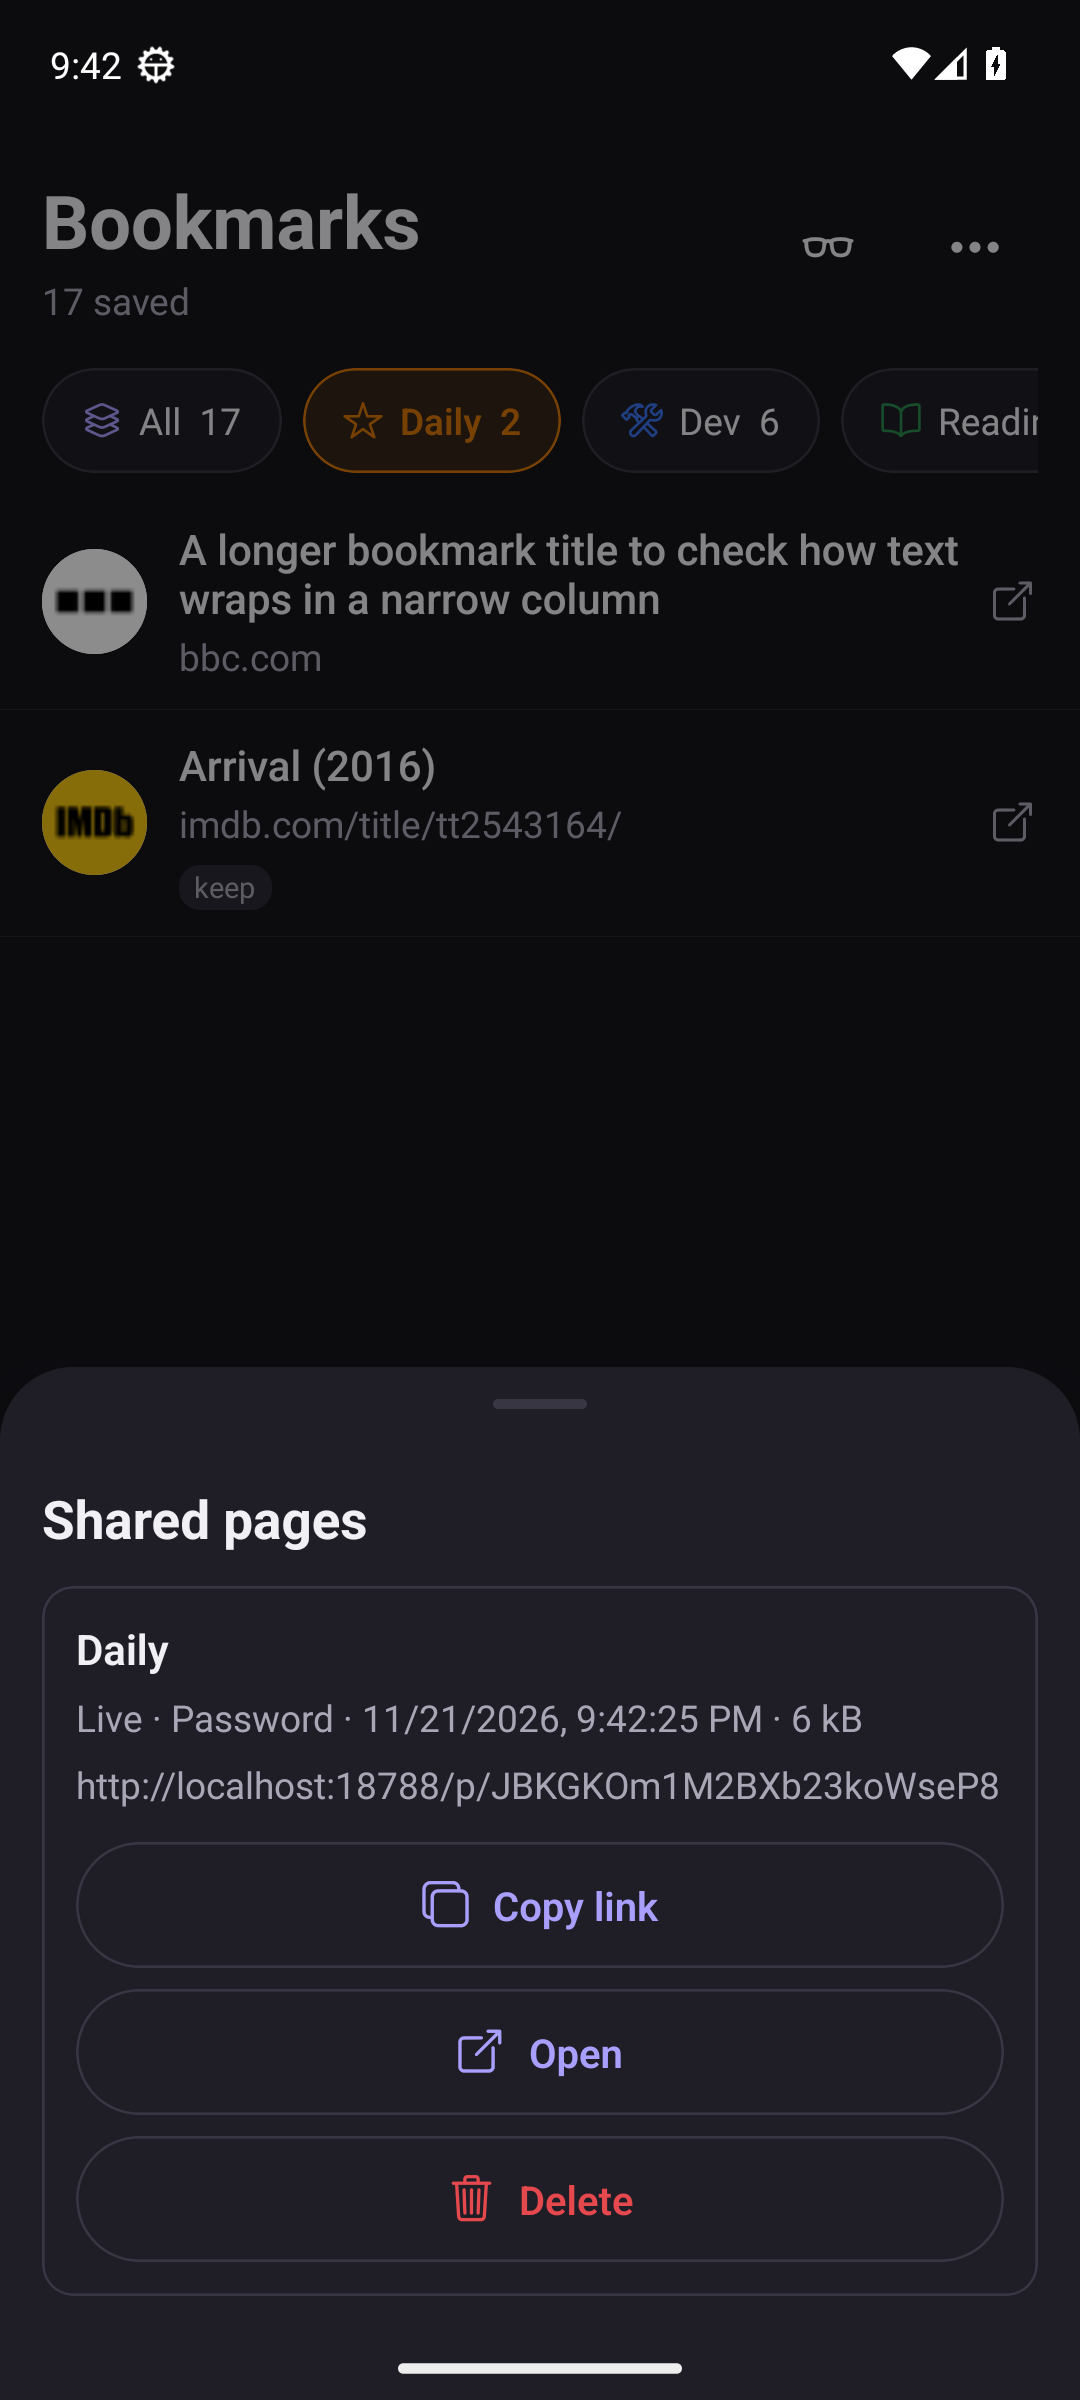 9:42
Bookmarks
17 saved
All 17
Daily 2
Dev 6
Readin
A longer bookmark title to check how text
wraps in a narrow column
bbc.com
IMDb
Arrival (2016)
imdb.com/title/tt2543164/
keep
Shared pages
Daily
Live · Password · 11/21/2026, 9:42:25 PM · 6 kB
http://localhost:18788/p/JBKGKOm1M2BXb23koWseP8
Copy link
Open
Delete